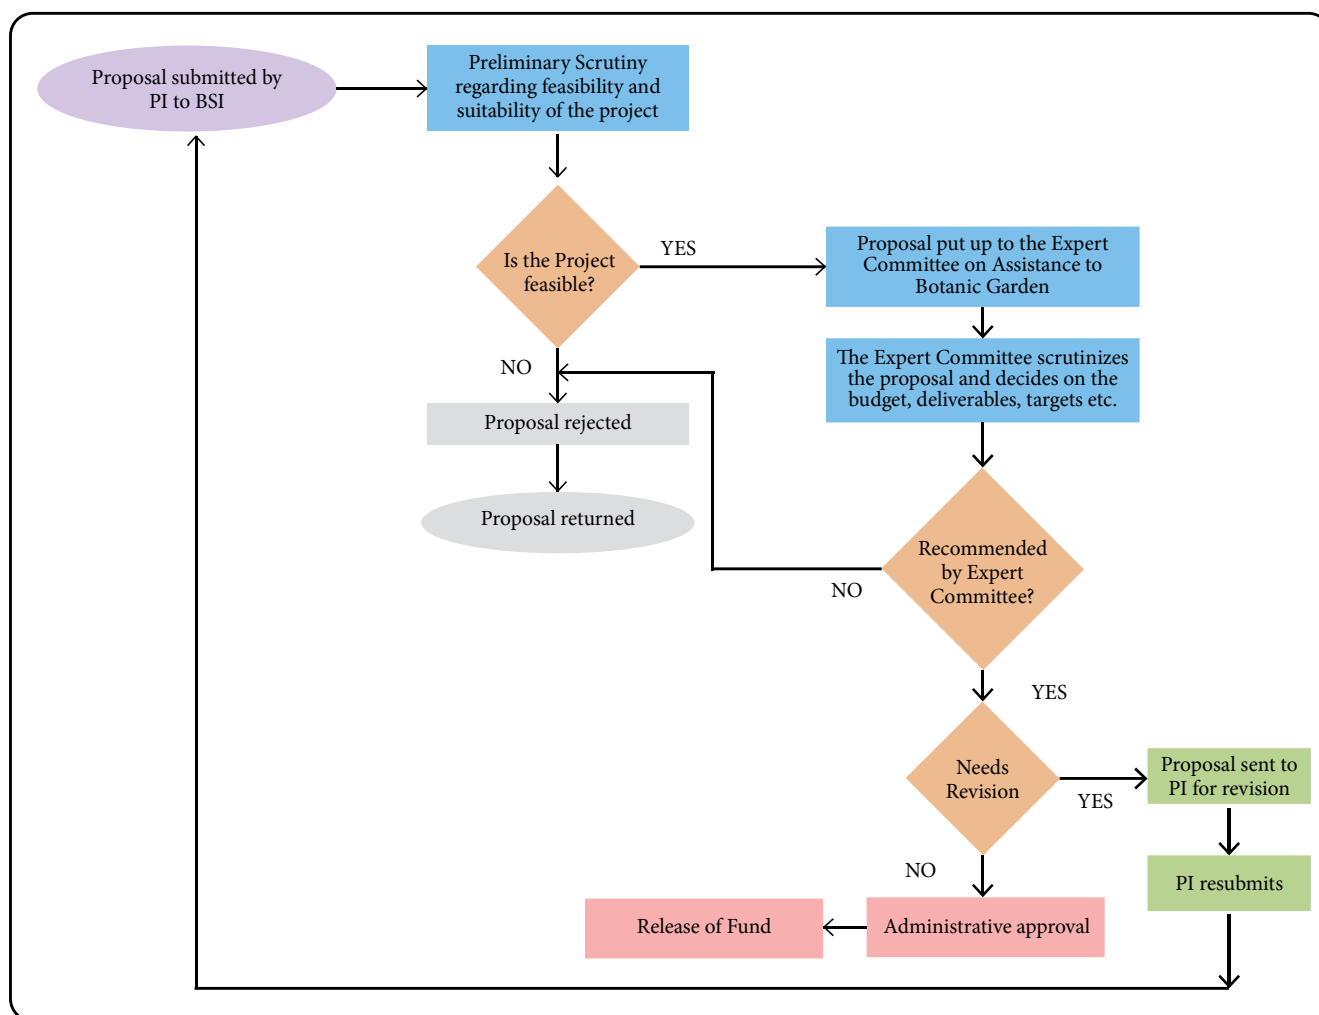 Proposal submitted by
PI to BSI
Preliminary Scrutiny
regarding feasibility and
suitability of the project
Is the Project
feasible?
YES
Proposal put up to the Expert
Committee on Assistance to
Botanic Garden
The Expert Committee scrutinizes
the proposal and decides on the
budget, deliverables, targets etc.
NO
Proposal rejected
Proposal returned
Recommended
by Expert
Committee?
NO
YES
Needs
Revision
YES
Proposal sent to
PI for revision
PI resubmits
NO
Administrative approval
Release of Fund